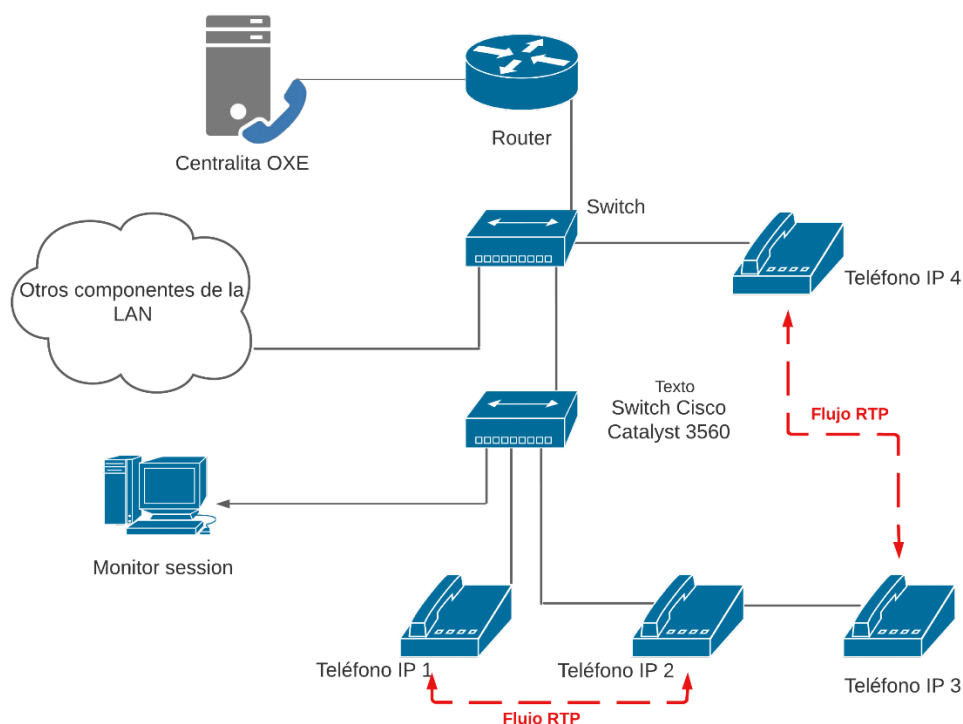 Centralita OXE
Router
Switch
Otros componentes de la
LAN
Teléfono IP 4
Texto
Switch Cisco
Catalyst 3560
Flujo RTP
Monitor session
Teléfono IP 1
Teléfono IP 2
Teléfono IP 3
Flujo RTP